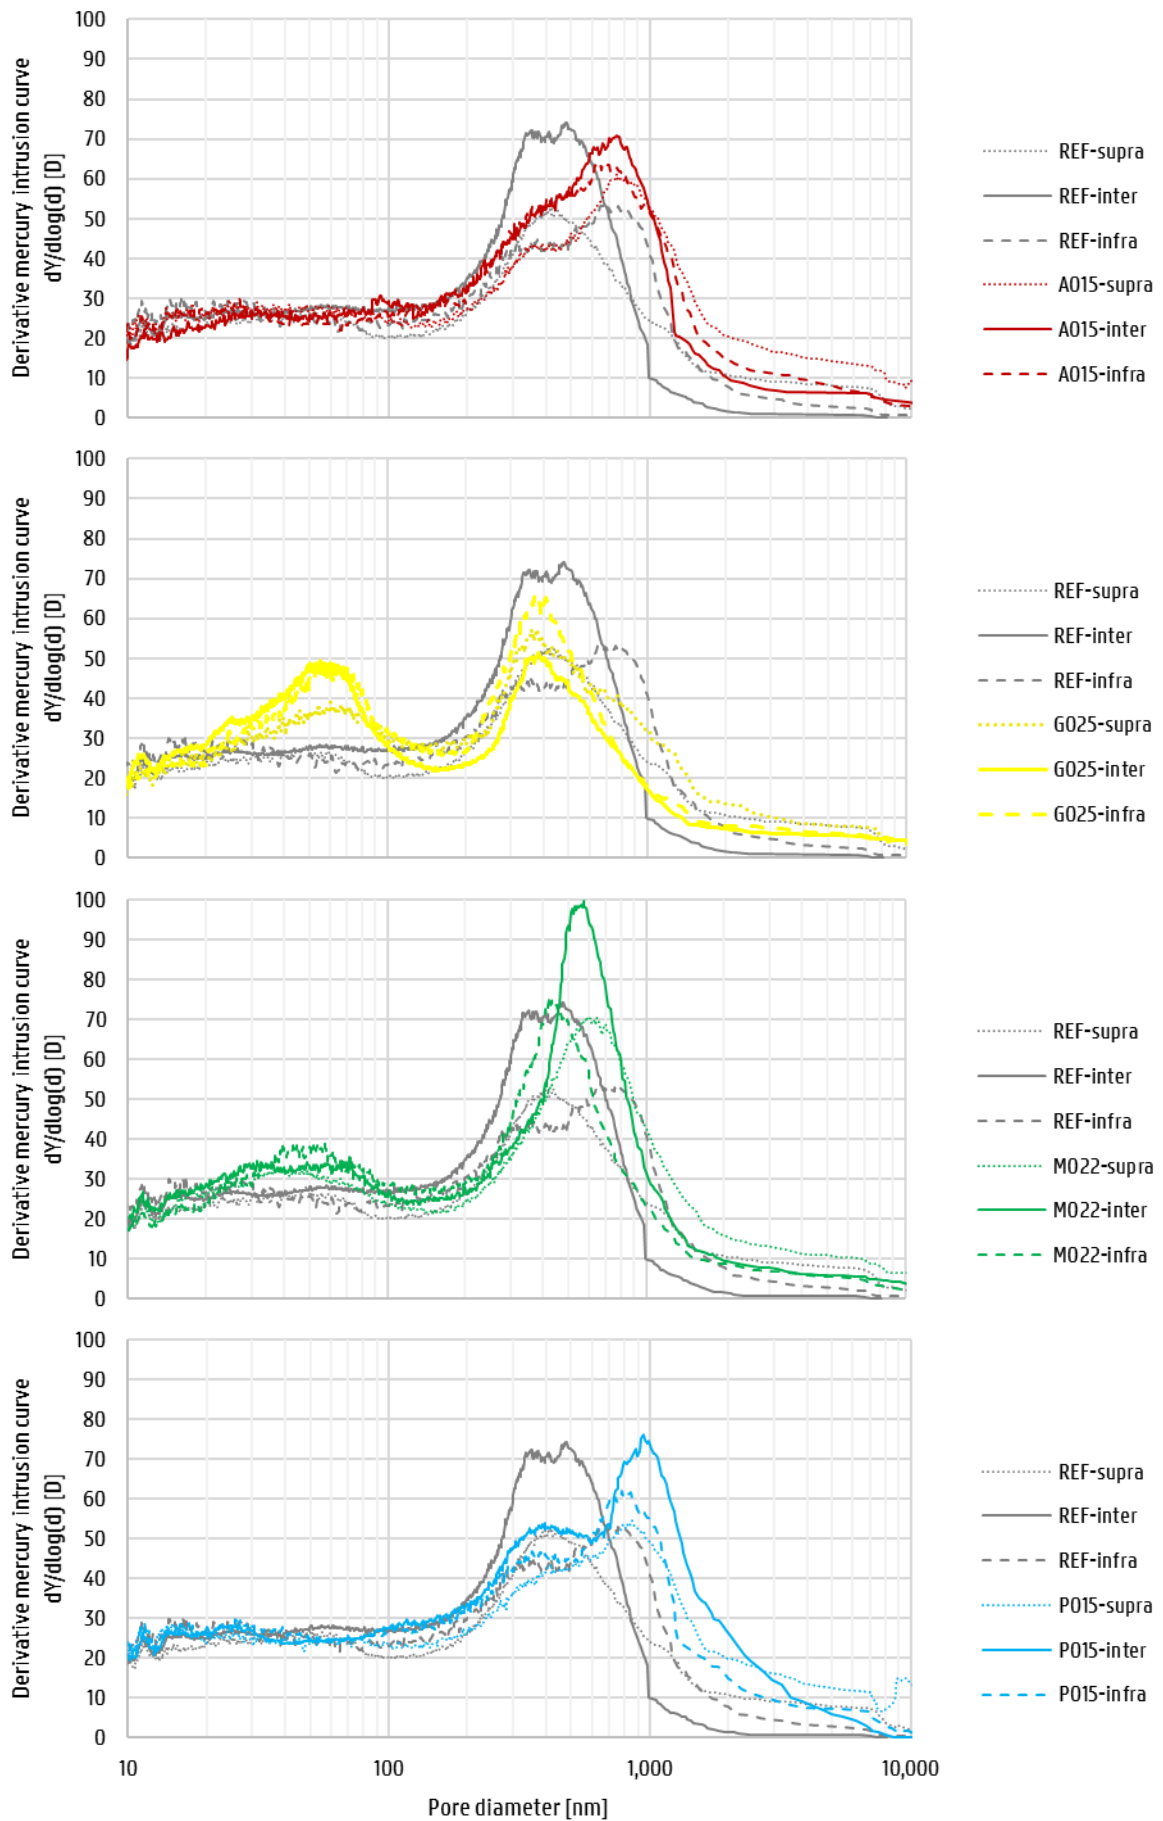 Derivative mercury intrusion curve
dY/dlog(d) [D]
100
90
80
70
60
50
40
30
20
10
0
REF-supra
REF-inter
REF-infra
A015-supra
A015-inter
A015-infra
Derivative mercury intrusion curve
dY/dlog(d) [D]
100
90
80
70
60
50
40
30
20
10
0
REF-supra
REF-inter
REF-infra
G025-supra
G025-inter
G025-infra
Derivative mercury intrusion curve
dY/dlog(d) [D]
100
90
80
70
60
50
40
30
20
10
0
REF-supra
REF-inter
REF-infra
M022-supra
M022-inter
M022-infra
Derivative mercury intrusion curve
dY/dlog(d) [D]
100
90
80
70
60
50
40
30
20
10
0
REF-supra
REF-inter
REF-infra
P015-supra
P015-inter
P015-infra
10 100 1,000 10,000
Pore diameter [nm]